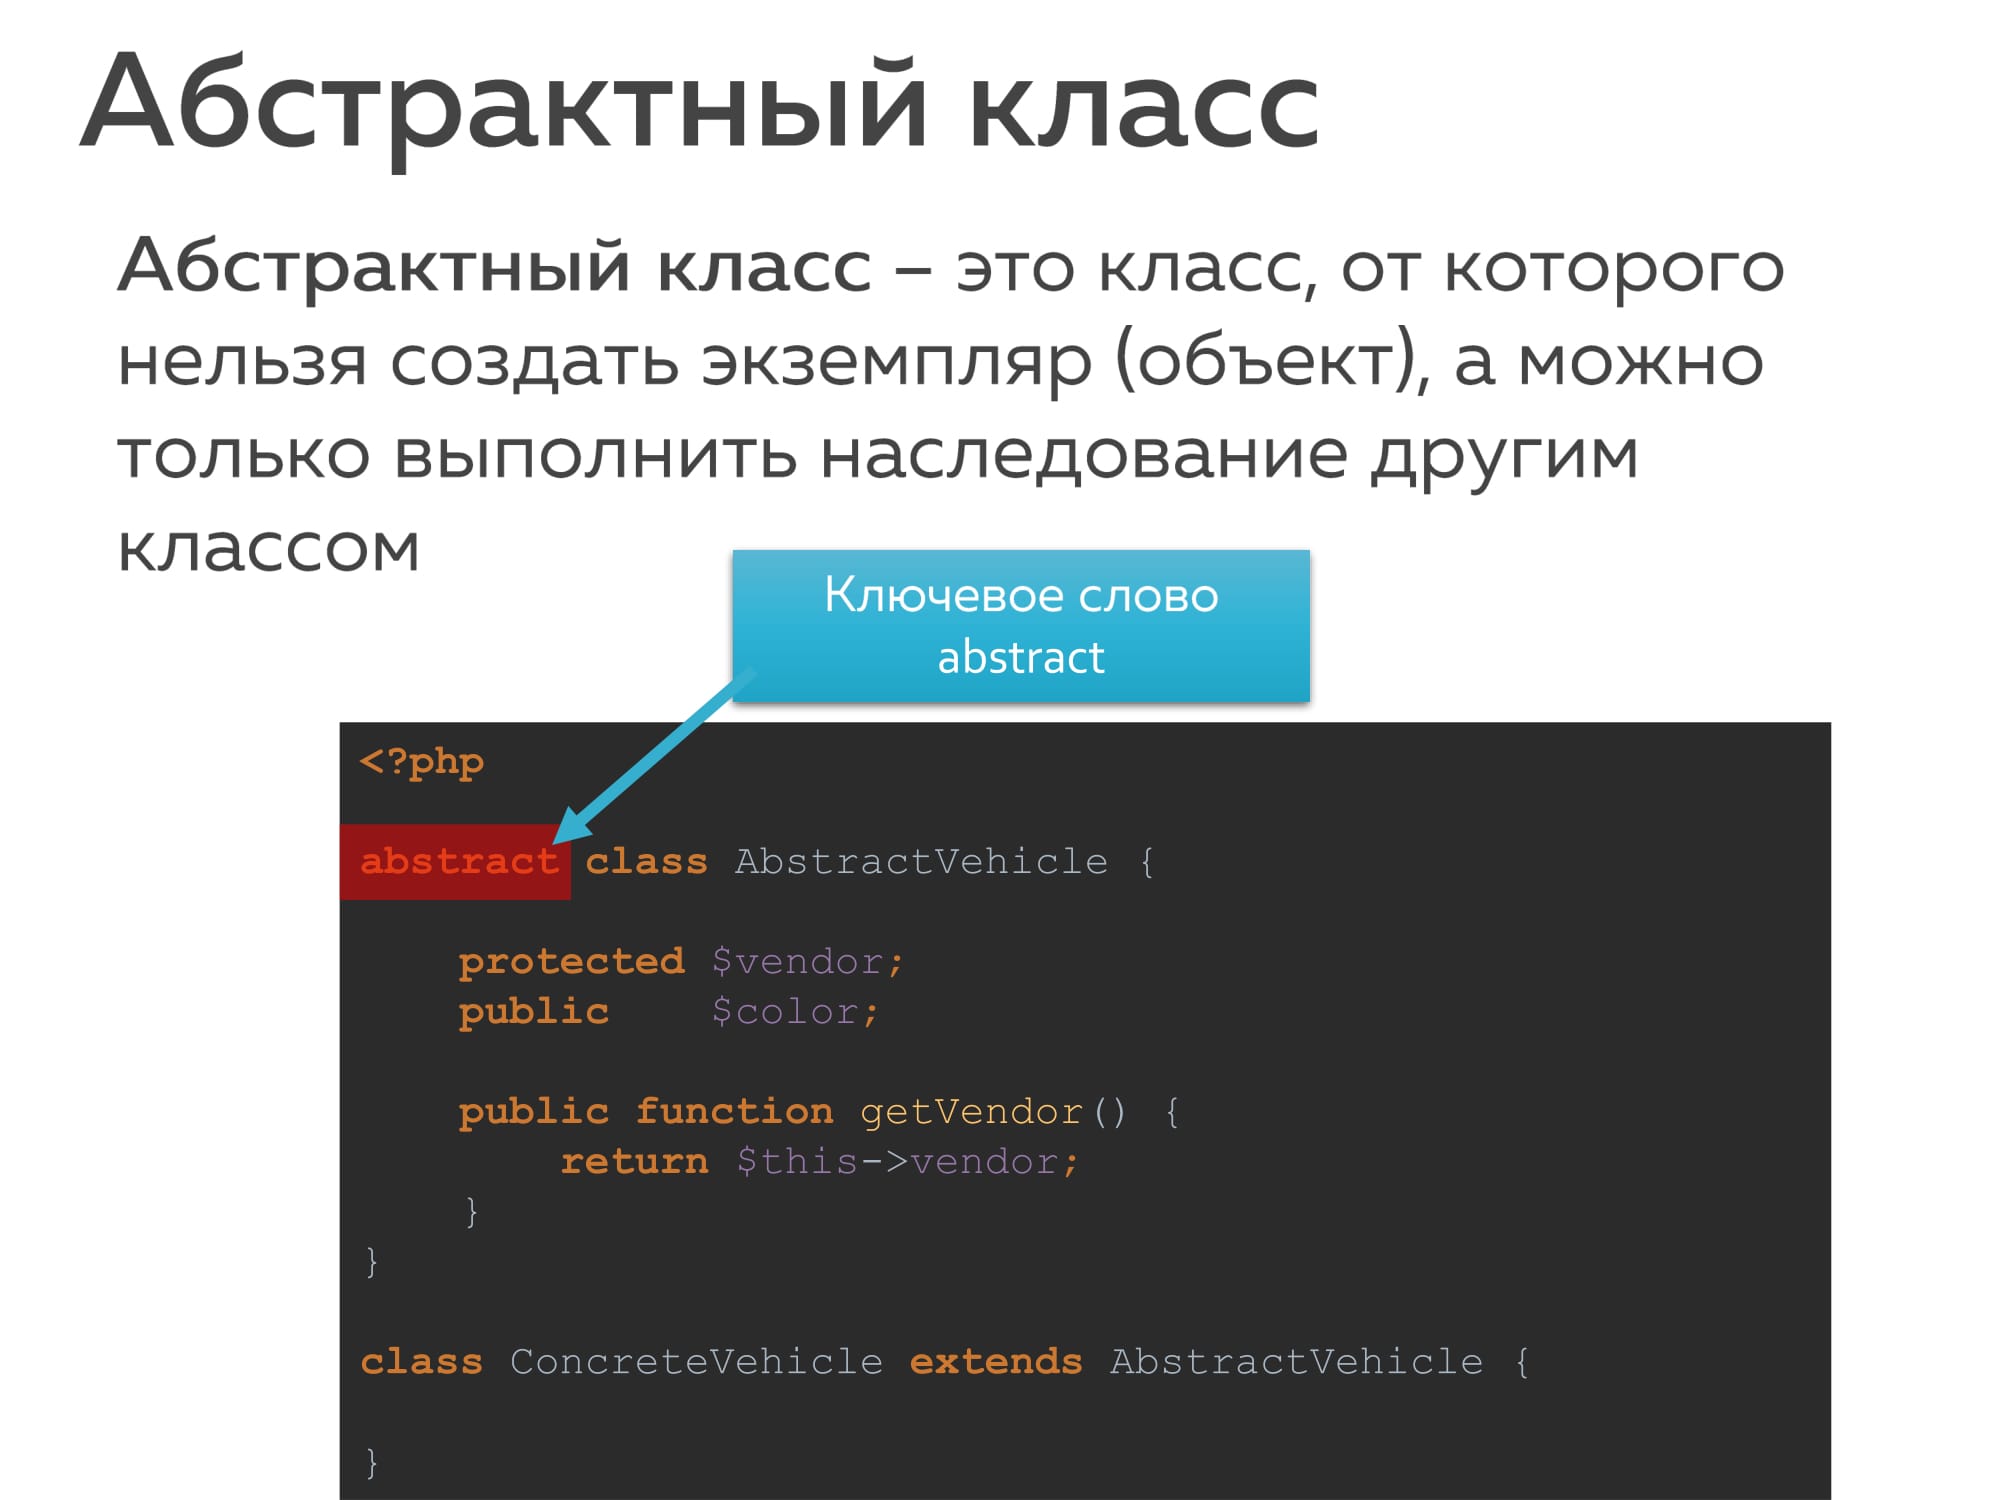 Абстрактный класс
Абстрактный класс – это класс, от которого
нельзя создать экземпляр (объект), а можно
только выполнить наследование другим
классом
Ключевое слово
abstract
<?php
abstract class AbstractVehicle {
    protected $vendor;
    public    $color;
    public function getVendor() {
        return $this->vendor;
    }
}
class ConcreteVehicle extends AbstractVehicle {
}